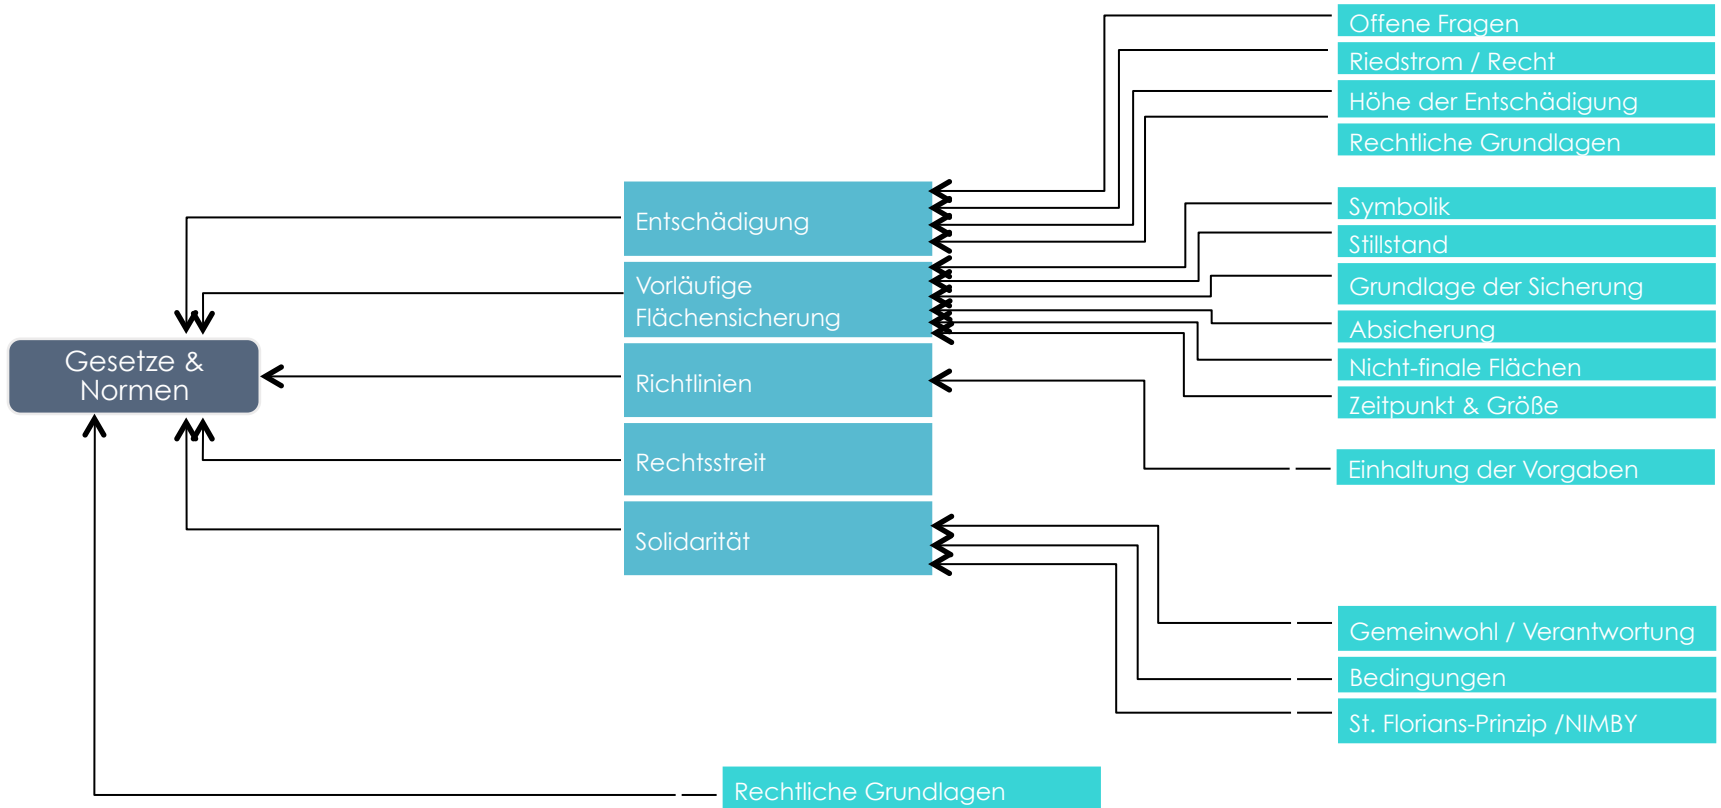 Offene Fragen
Riedstrom / Recht
Höhe der Entschädigung
Rechtliche Grundlagen
Entschädigung
Symbolik
Stillstand
Vorläufige
Flächensicherung
Grundlage der Sicherung
Absicherung
Gesetze &
Normen
Richtlinien
Nicht-finale Flächen
Zeitpunkt & Größe
Rechtsstreit
Einhaltung der Vorgaben
Solidarität
Gemeinwohl / Verantwortung
Bedingungen
St. Florians-Prinzip /NIMBY
Rechtliche Grundlagen